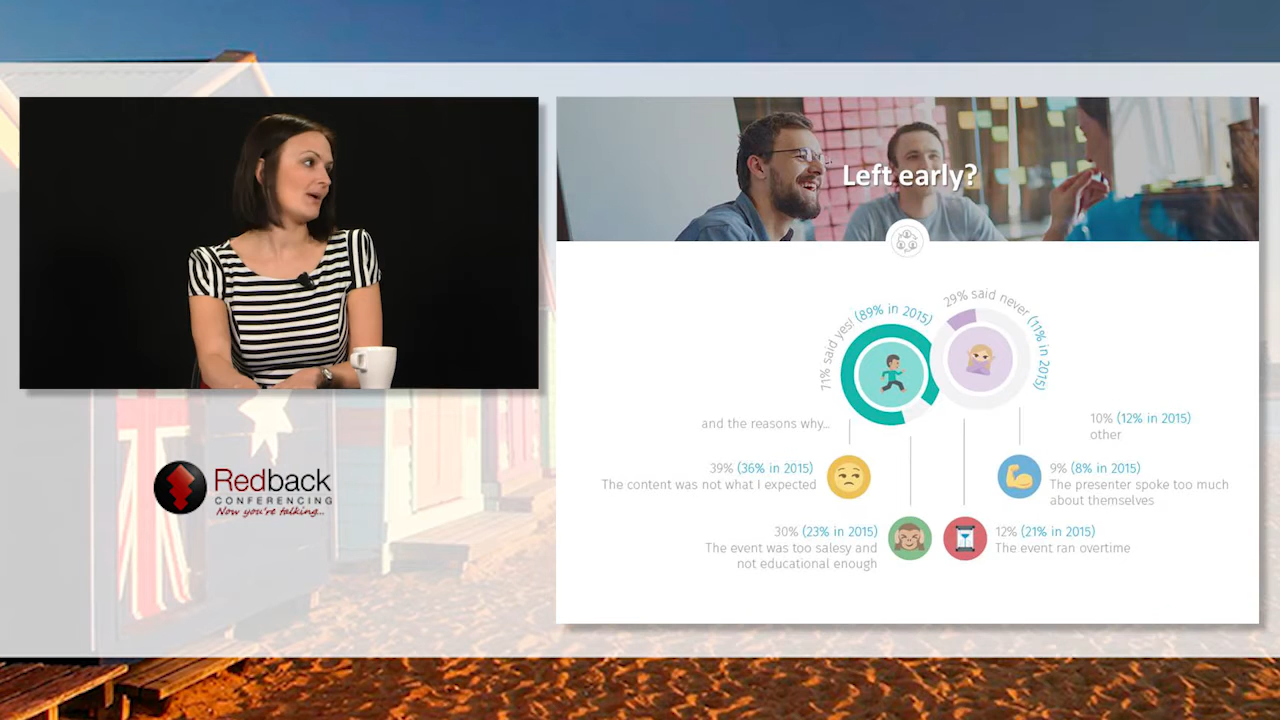 Left early?
71% said yes! (89% in 2015)
29% said never (11% in 2015)
and the reasons why...
10% (12% in 2015)
other
39% (36% in 2015)
The content was not what I expected
9% (8% in 2015)
The presenter spoke too much
about themselves
30% (23% in 2015)
The event was too salesy and
not educational enough
12% (21% in 2015)
The event ran overtime
Redback
CONFERENCING
Now you're talking...